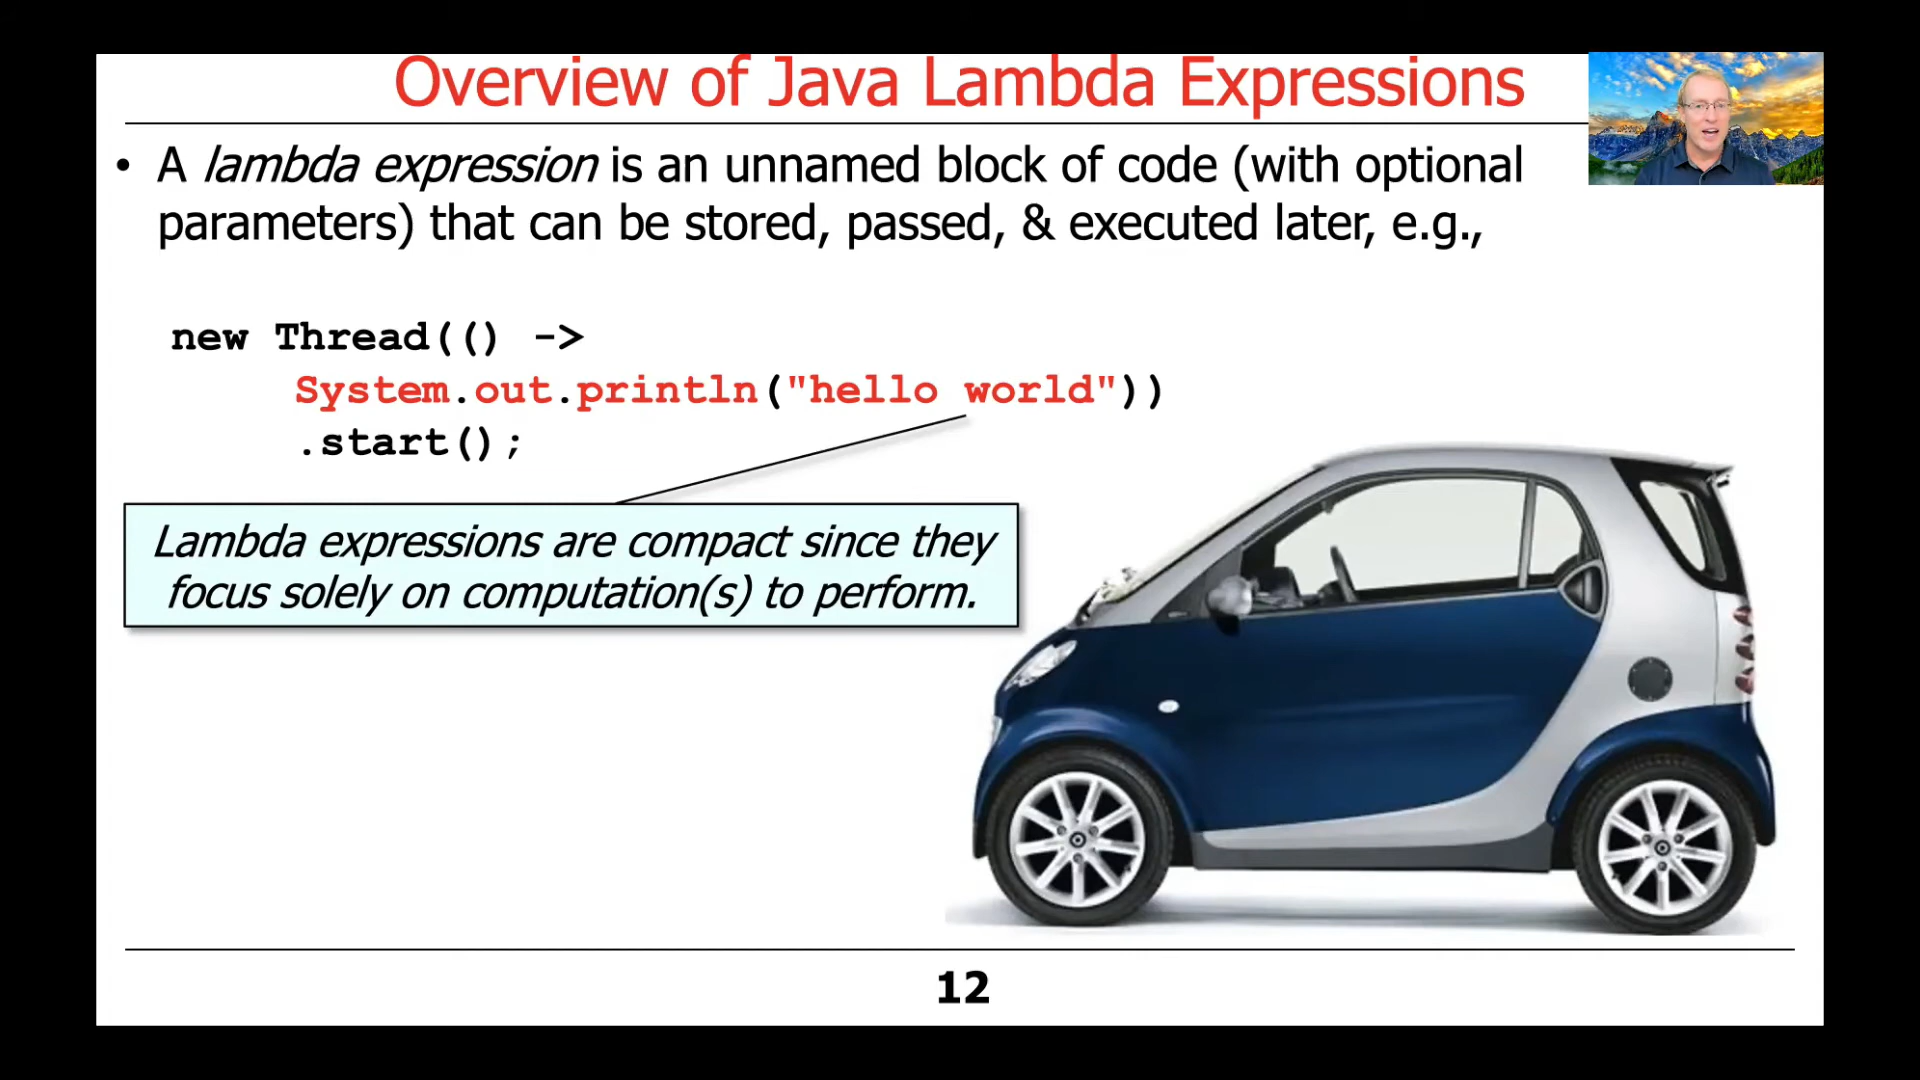 Overview of Java Lambda Expressions
• A lambda expression is an unnamed block of code (with optional
parameters) that can be stored, passed, & executed later, e.g.,
new Thread(() ->
System.out.println("hello world"))
.start();
Lambda expressions are compact since they
focus solely on computation(s) to perform.
12